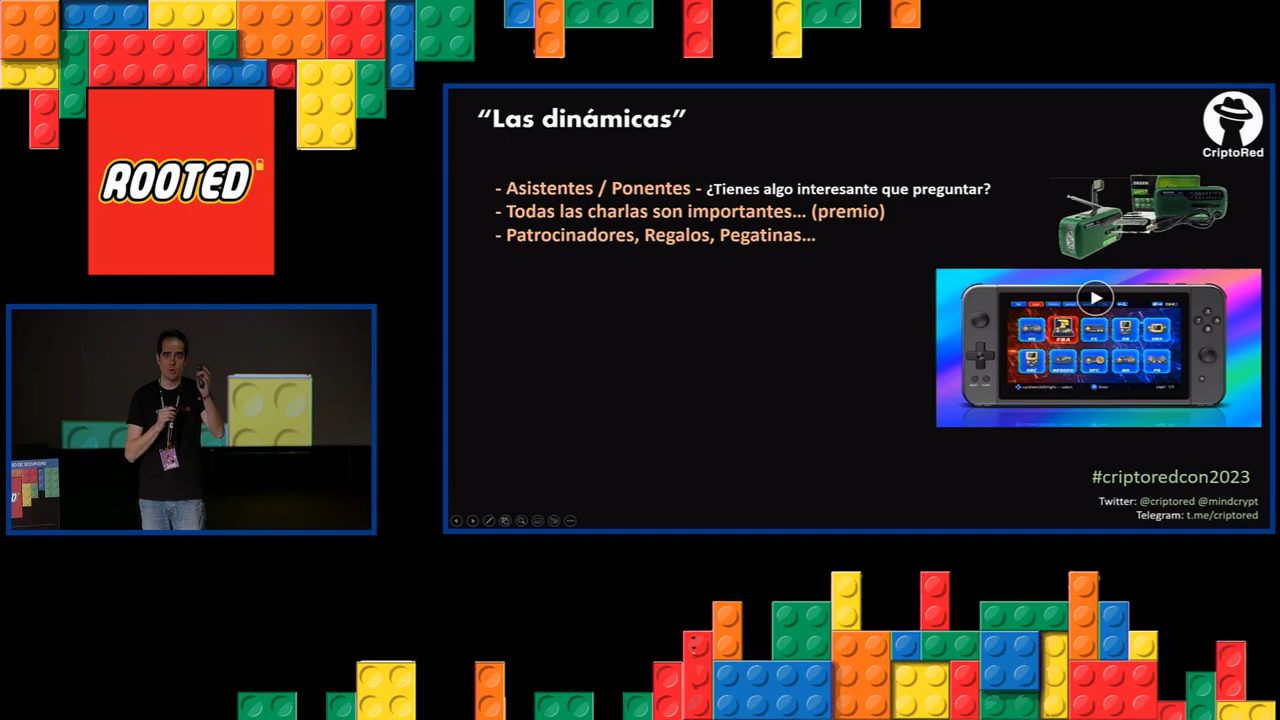 ROOTED
"Las dinámicas"
CriptoRed
- Asistentes / Ponentes - ¿Tienes algo interesante que preguntar?
- Todas las charlas son importantes... (premio)
- Patrocinadores, Regalos, Pegatinas...
#criptoredcon2023
Twitter: @criptored @mindcrypt
Telegram: t.me/criptored